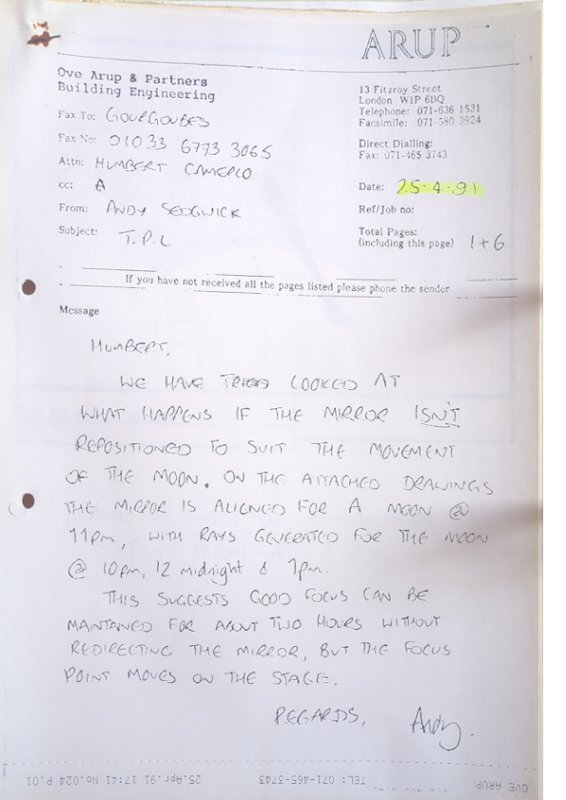 ARUP
Ove Arup & Partners
Building Engineering
13 Fitzroy Street
London W1P 6BQ
Telephone: 071-636 1531
Facsimile: 071-580 3924
Direct Dialling:
Fax: 071-465 3743
Fax To: GOURGOUBES
Fax No: 010 33 6773 3065
Attn: HUMBERT CAMERLO
cc: A
From: ANDY SEDGWICK
Subject: T.P.L
Date: 25.4.91
Ref/Job no:
Total Pages:
(including this page) 1+6
If you have not received all the pages listed please phone the sender
Message
HUMBERT,
WE HAVE LOOKED AT
WHAT HAPPENS IF THE MIRROR ISN'T
REPOSITIONED TO SUIT THE MOVEMENT
OF THE MOON. ON THE ATTACHED DRAWINGS
THE MIRROR IS ALIGNED FOR A MOON @
11pm, WITH RAYS GENERATED FOR THE MOON
@ 10pm, 12 midnight & 1pm.
THIS SUGGESTS GOOD FOCUS CAN BE
MAINTAINED FOR ABOUT TWO HOURS WITHOUT
REDIRECTING THE MIRROR, BUT THE FOCUS
POINT MOVES ON THE STAGE.
REGARDS, Andy.
OVE ARUP TEL: 071-465-3743 25.Apr.91 17:41 No.024 P.01